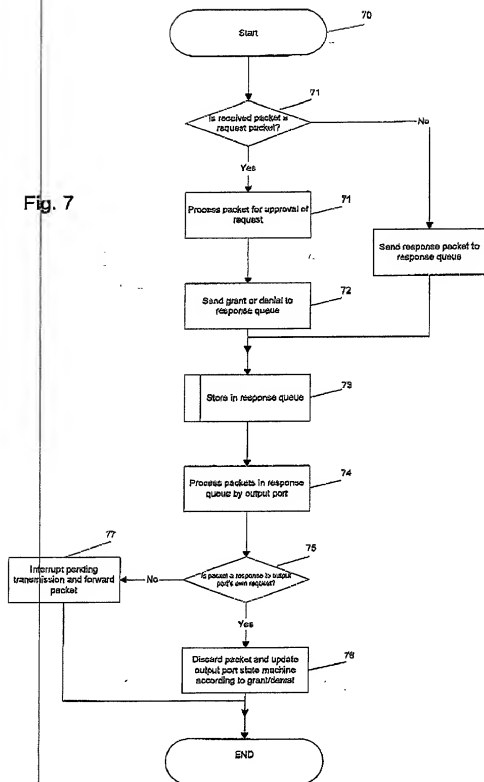 Fig. 7
Start
70
Is received packet a
request packet?
71
No
Yes
Process packet for approval of
request
71
Send response packet to
response queue
Send grant or denial to
response queue
72
Store in response queue
73
Process packets in response
queue by output port
74
77
Interrupt pending
transmission and forward
packet
No
Is packet a response to output
port's own request?
75
Yes
Discard packet and update
output port state machine
according to grant/denial
76
END